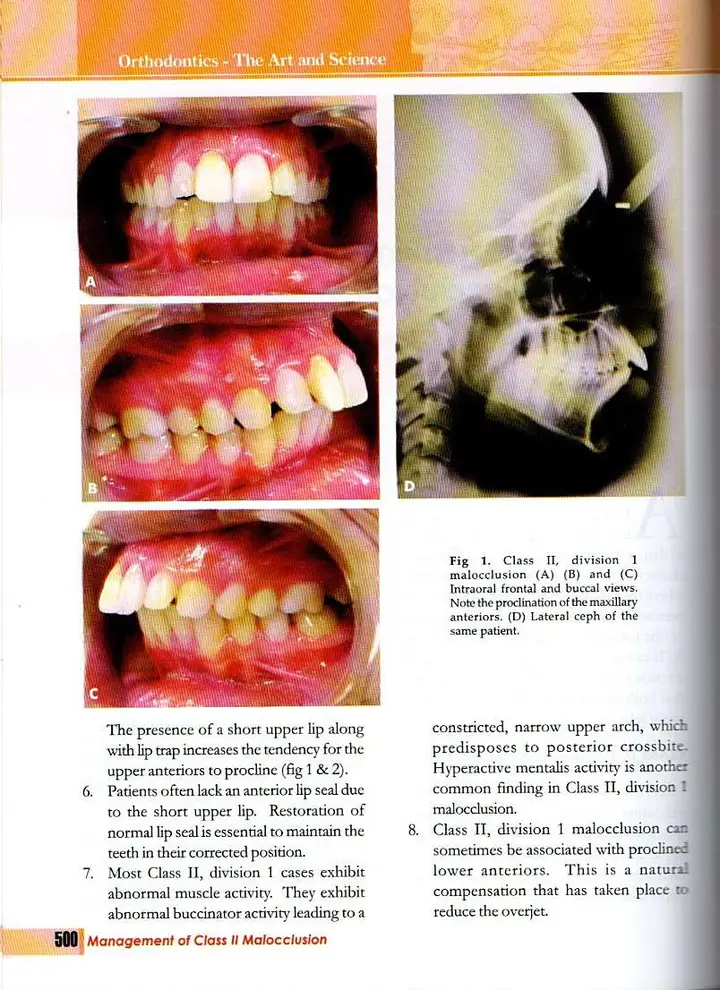 Orthodontics - The Art and Science
A
B
C
D
Fig 1. Class II, division 1
malocclusion (A) (B) and (C)
Intraoral frontal and buccal views.
Note the proclination of the maxillary
anteriors. (D) Lateral ceph of the
same patient.
The presence of a short upper lip along
with lip trap increases the tendency for the
upper anteriors to procline (fig 1 & 2).
6. Patients often lack an anterior lip seal due
to the short upper lip. Restoration of
normal lip seal is essential to maintain the
teeth in their corrected position.
7. Most Class II, division 1 cases exhibit
abnormal muscle activity. They exhibit
abnormal buccinator activity leading to a
constricted, narrow upper arch, which
predisposes to posterior crossbite.
Hyperactive mentalis activity is another
common finding in Class II, division 1
malocclusion.
8. Class II, division 1 malocclusion can
sometimes be associated with proclined
lower anteriors. This is a natural
compensation that has taken place to
reduce the overjet.
500 Management of Class II Malocclusion